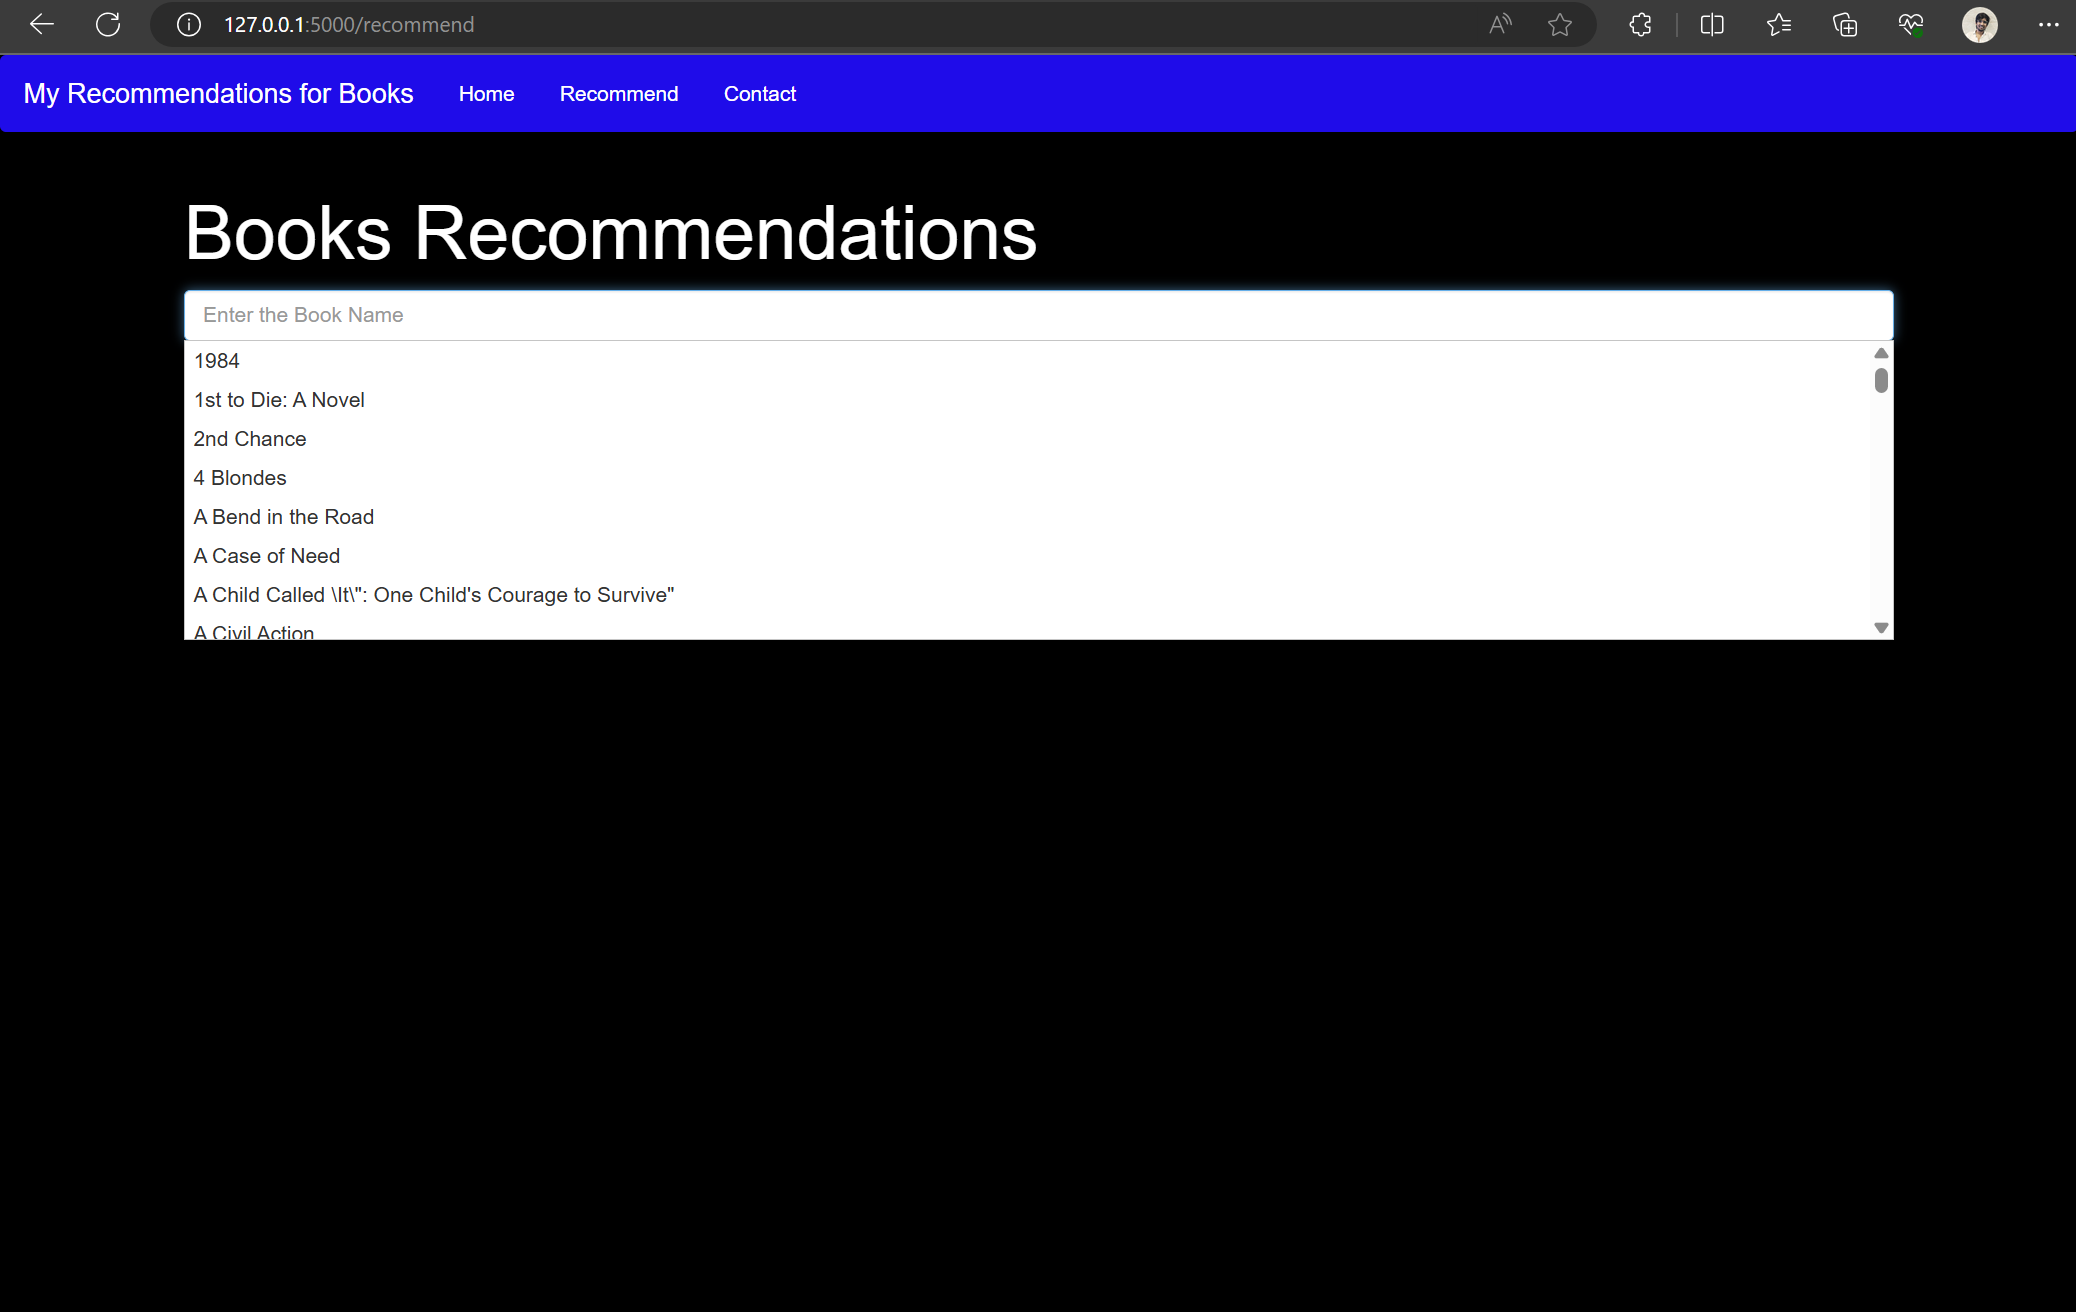 127.0.0.1:5000/recommend
My Recommendations for Books Home Recommend Contact
Books Recommendations
Enter the Book Name
1984
1st to Die: A Novel
2nd Chance
4 Blondes
A Bend in the Road
A Case of Need
A Child Called \It\": One Child's Courage to Survive"
A Civil Action